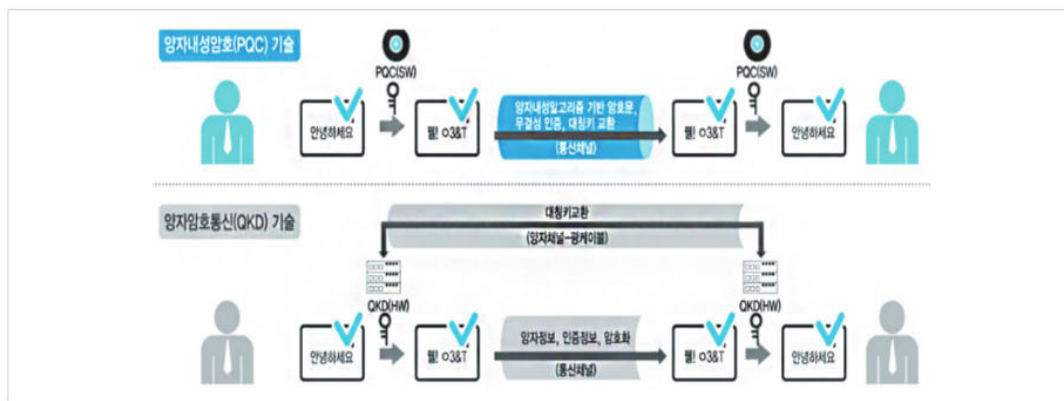 양자내성암호(PQC) 기술
PQC(SW)
PQC(SW)
안녕하세요
웰! ㅇ3&T
양자내성알고리즘 기반 암호문,
무결성 인증, 대칭키 교환
(통신채널)
웰! ㅇ3&T
안녕하세요
양자암호통신(QKD) 기술
대칭키교환
(양자채널-광케이블)
QKD(HW)
QKD(HW)
안녕하세요
웰! ㅇ3&T
양자정보, 인증정보, 암호화
(통신채널)
웰! ㅇ3&T
안녕하세요